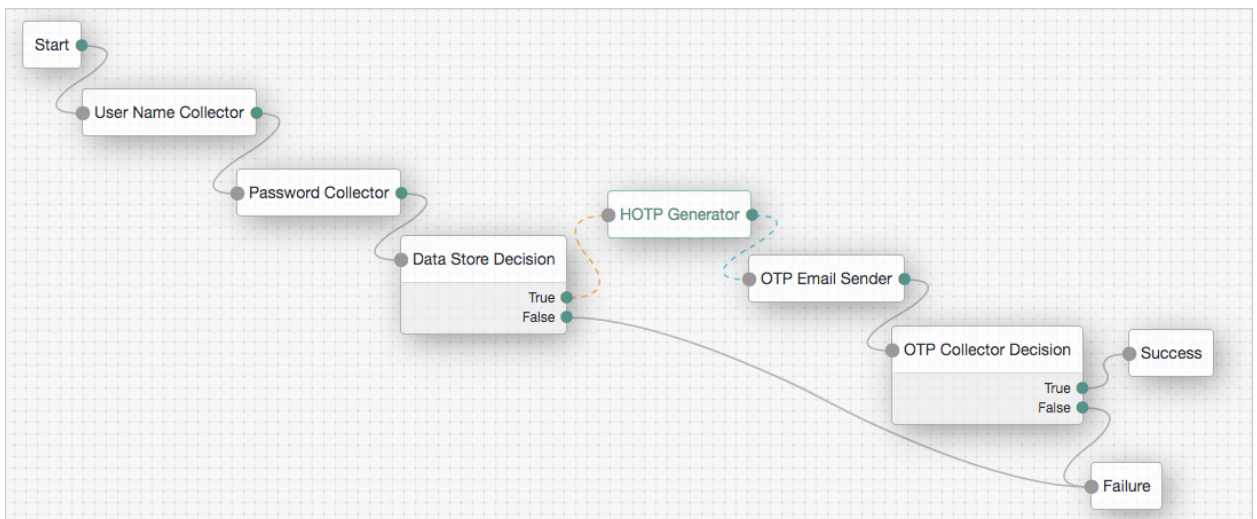 Start
User Name Collector
Password Collector
Data Store Decision
True
False
HOTP Generator
OTP Email Sender
OTP Collector Decision
True
False
Success
Failure